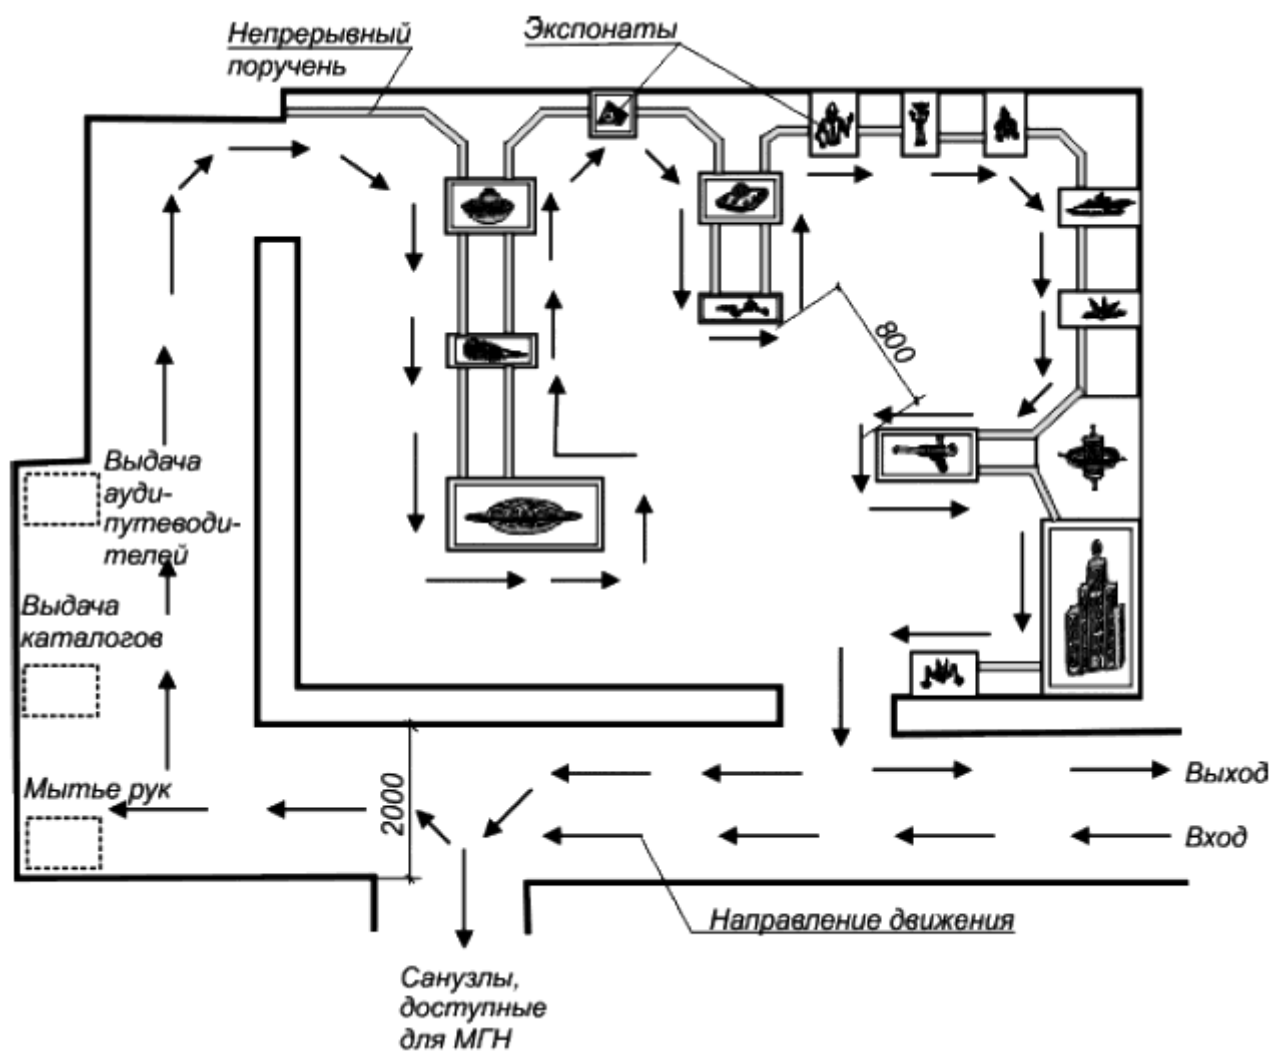 Непрерывный
поручень
Экспонаты
800
Выдача
ауди-
путеводи-
телей
Выдача
каталогов
Мытье рук
2000
Выход
Вход
Направление движения
Санузлы,
доступные
для МГН